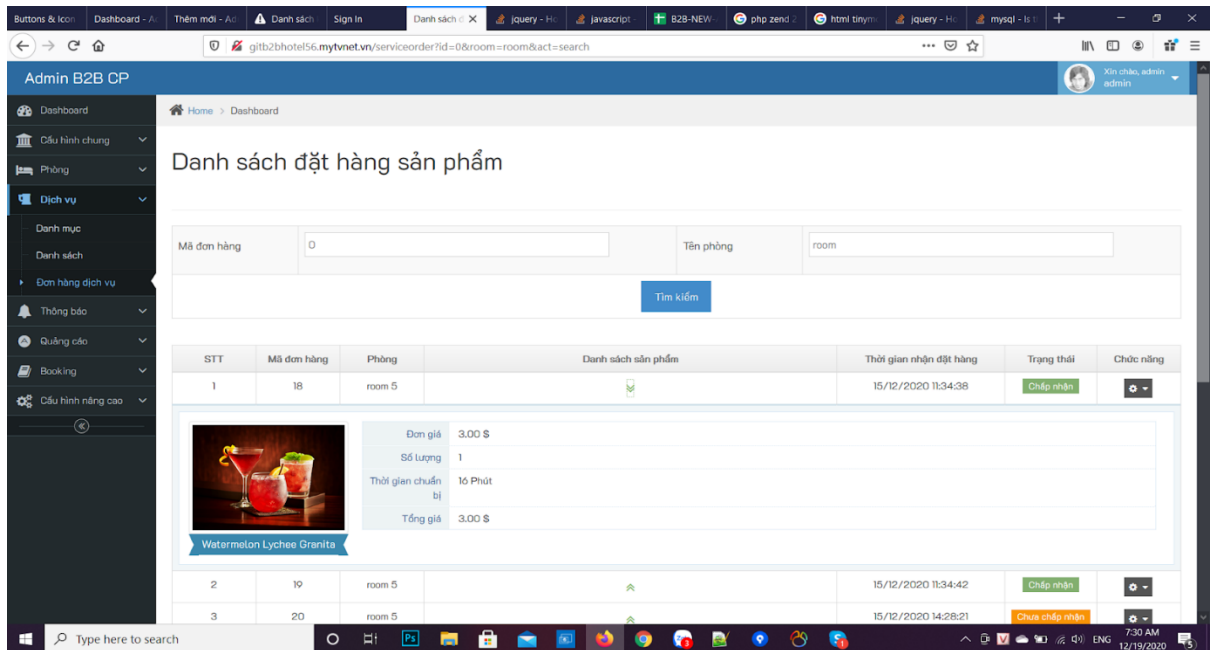 Buttons & Icon Dashboard - A Thêm mới - Ad Danh sách Sign In Danh sách d jquery - Ho javascript - B2B-NEW- php zend 2 html tinym jquery - Ho mysql - Is t
gitb2bhotel56.mytvnet.vn/serviceorder?id=0&room=room&act=search
Admin B2B CP
Xin chào, admin
admin
Dashboard
Home > Dashboard
Cấu hình chung
Phòng
Dịch vụ
Danh mục
Danh sách
Đơn hàng dịch vụ
Thông báo
Quảng cáo
Booking
Cấu hình nâng cao
Danh sách đặt hàng sản phẩm
Mã đơn hàng 0 Tên phòng room
Tìm kiếm
STT Mã đơn hàng Phòng Danh sách sản phẩm Thời gian nhận đặt hàng Trạng thái Chức năng
1 18 room 5 15/12/2020 11:34:38 Chấp nhận
Đơn giá 3.00 $
Số lượng 1
Thời gian chuẩn bị 16 Phút
Tổng giá 3.00 $
Watermelon Lychee Granita
2 19 room 5 15/12/2020 11:34:42 Chấp nhận
3 20 room 5 15/12/2020 14:28:21 Chưa chấp nhận
Type here to search
ENG 7:30 AM
12/19/2020